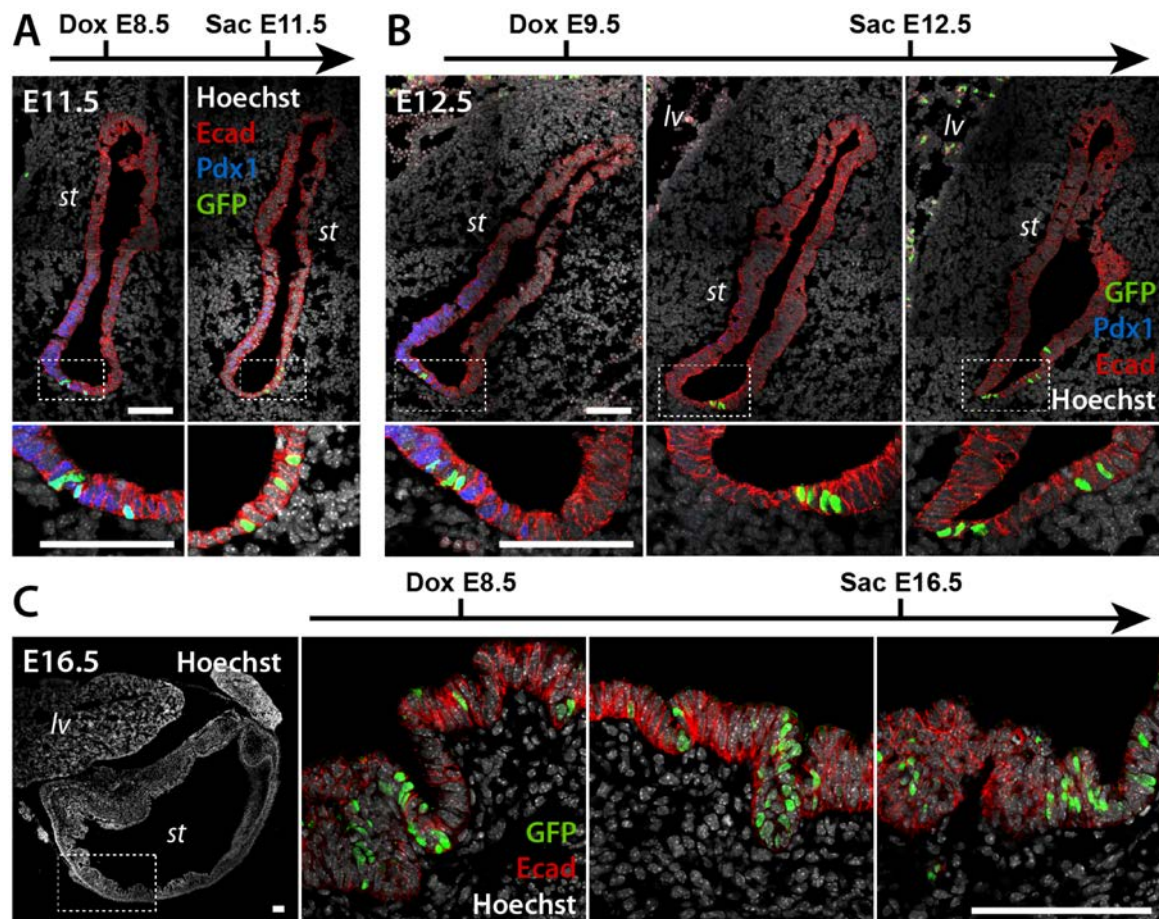 A
Dox E8.5
Sac E11.5
E11.5
Hoechst
Ecad
Pdx1
GFP
st
st
B
Dox E9.5
Sac E12.5
E12.5
lv
lv
st
st
st
GFP
Pdx1
Ecad
Hoechst
C
Dox E8.5
Sac E16.5
E16.5
Hoechst
lv
st
GFP
Ecad
Hoechst